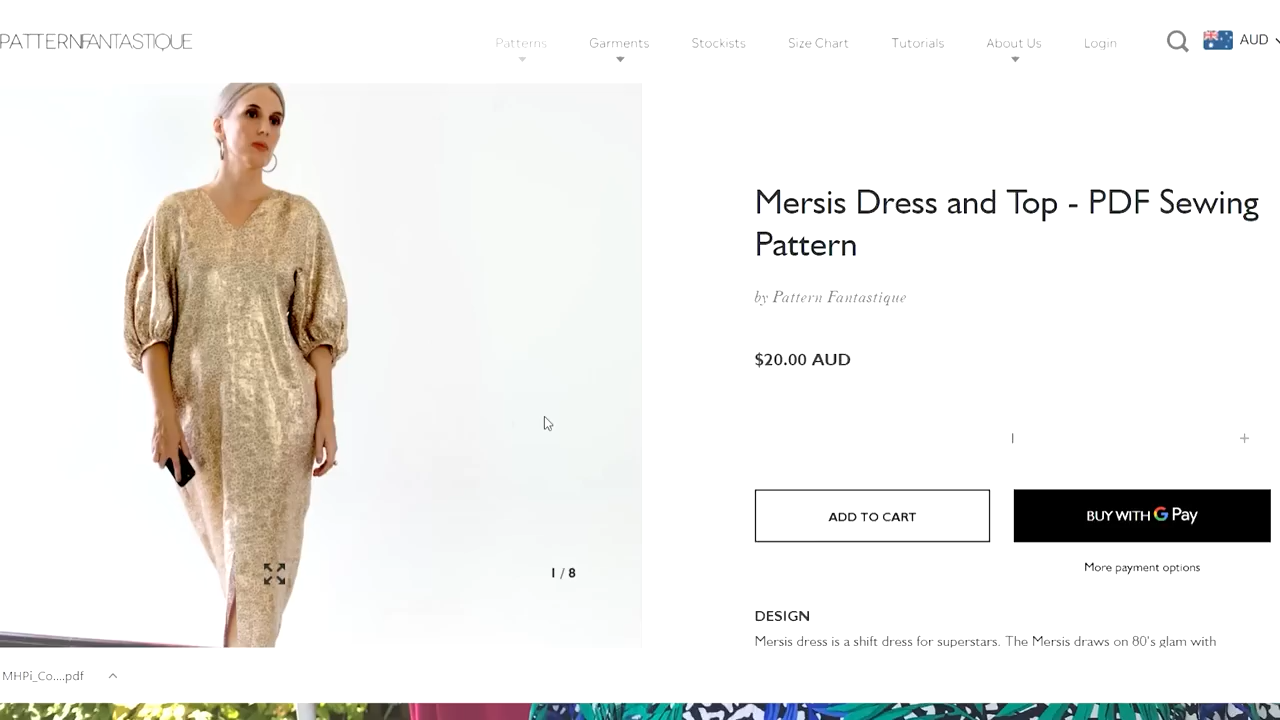 PATTERNFANTASTIQUE
Patterns Garments Stockists Size Chart Tutorials About Us Login AUD
Mersis Dress and Top - PDF Sewing
Pattern
by Pattern Fantastique
$20.00 AUD
1 +
ADD TO CART BUY WITH G Pay
1 / 8
More payment options
DESIGN
Mersis dress is a shift dress for superstars. The Mersis draws on 80's glam with
MHPi_Co....pdf